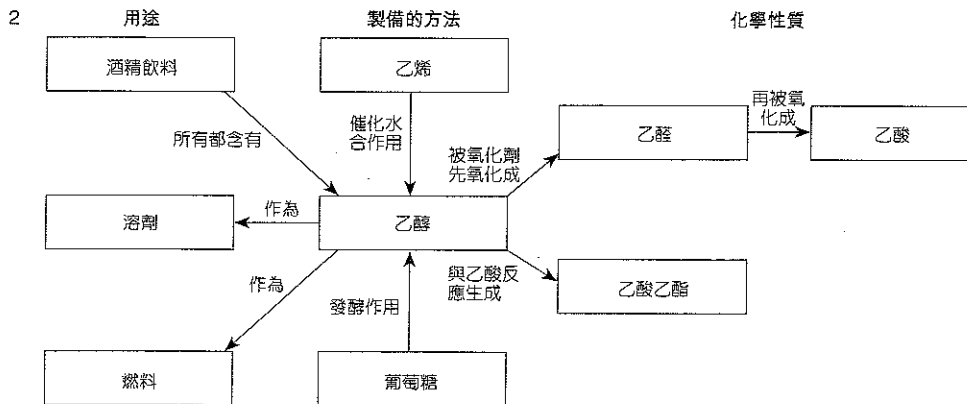 2
用途
製備的方法
化學性質
酒精飲料
乙烯
所有都含有
催化水
合作用
被氧化劑
先氧化成
乙醛
再被氧
化成
乙酸
溶劑
作為
乙醇
作為
發酵作用
與乙酸反
應生成
乙酸乙酯
燃料
葡萄糖